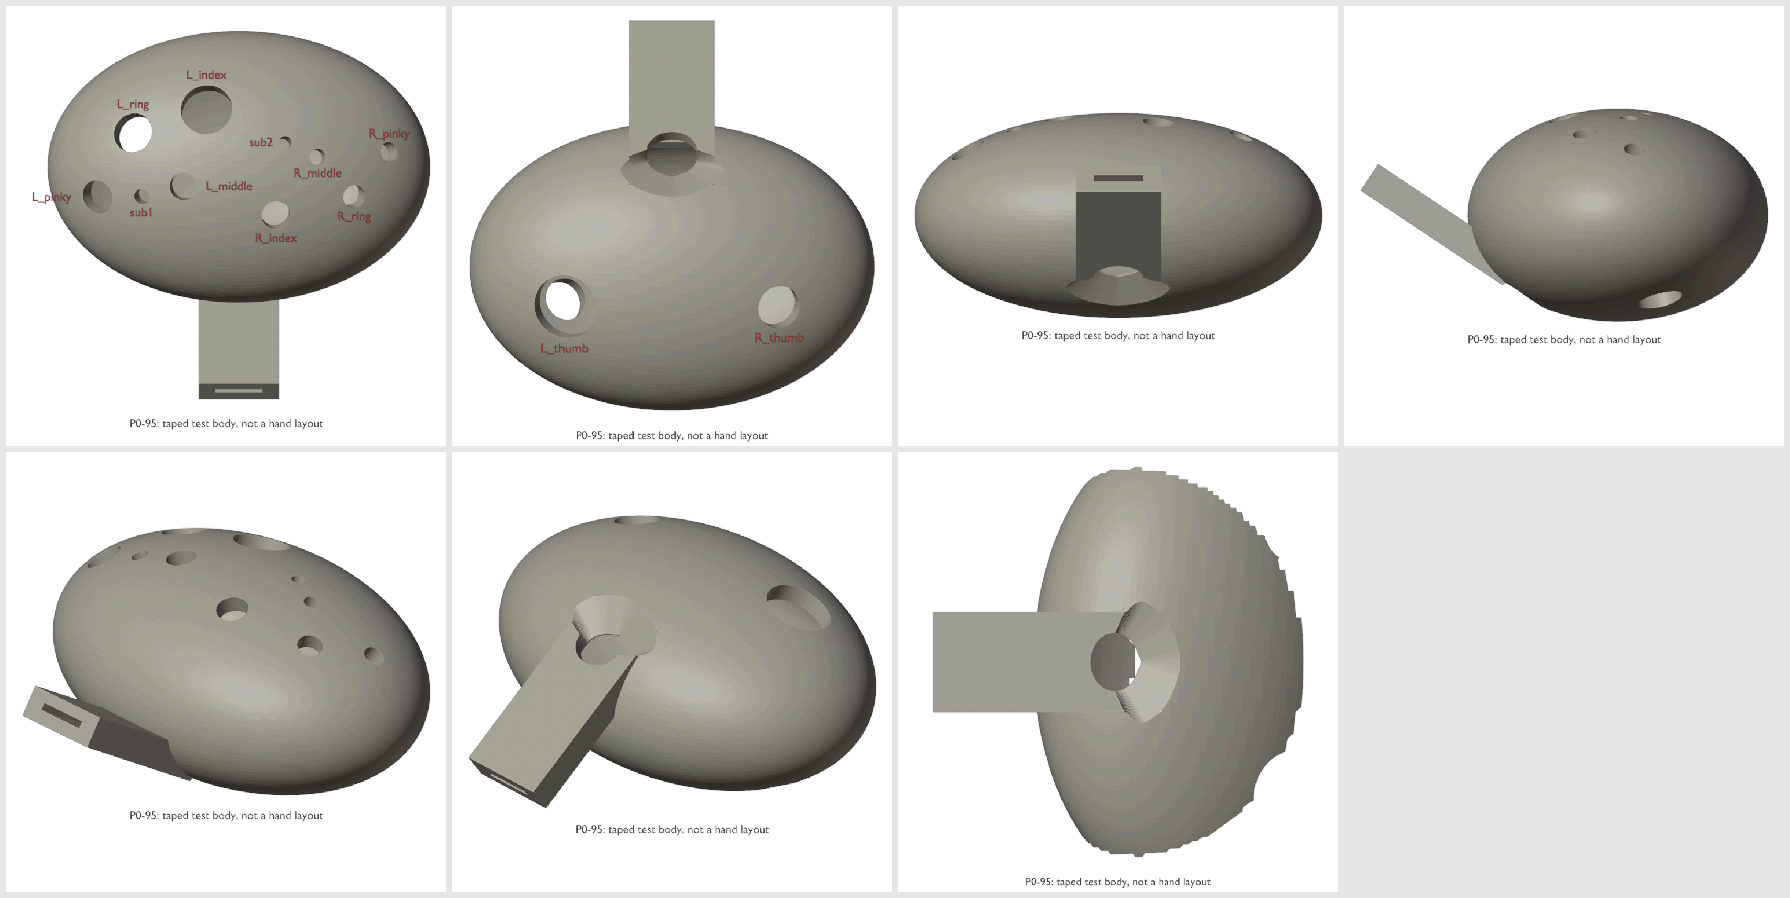 L_index
L_ring
sub2
R_pinky
R_middle
L_middle
L_pinky
sub1
R_ring
R_index
P0-95: taped test body, not a hand layout
L_thumb
R_thumb
P0-95: taped test body, not a hand layout
P0-95: taped test body, not a hand layout
P0-95: taped test body, not a hand layout
P0-95: taped test body, not a hand layout
P0-95: taped test body, not a hand layout
P0-95: taped test body, not a hand layout